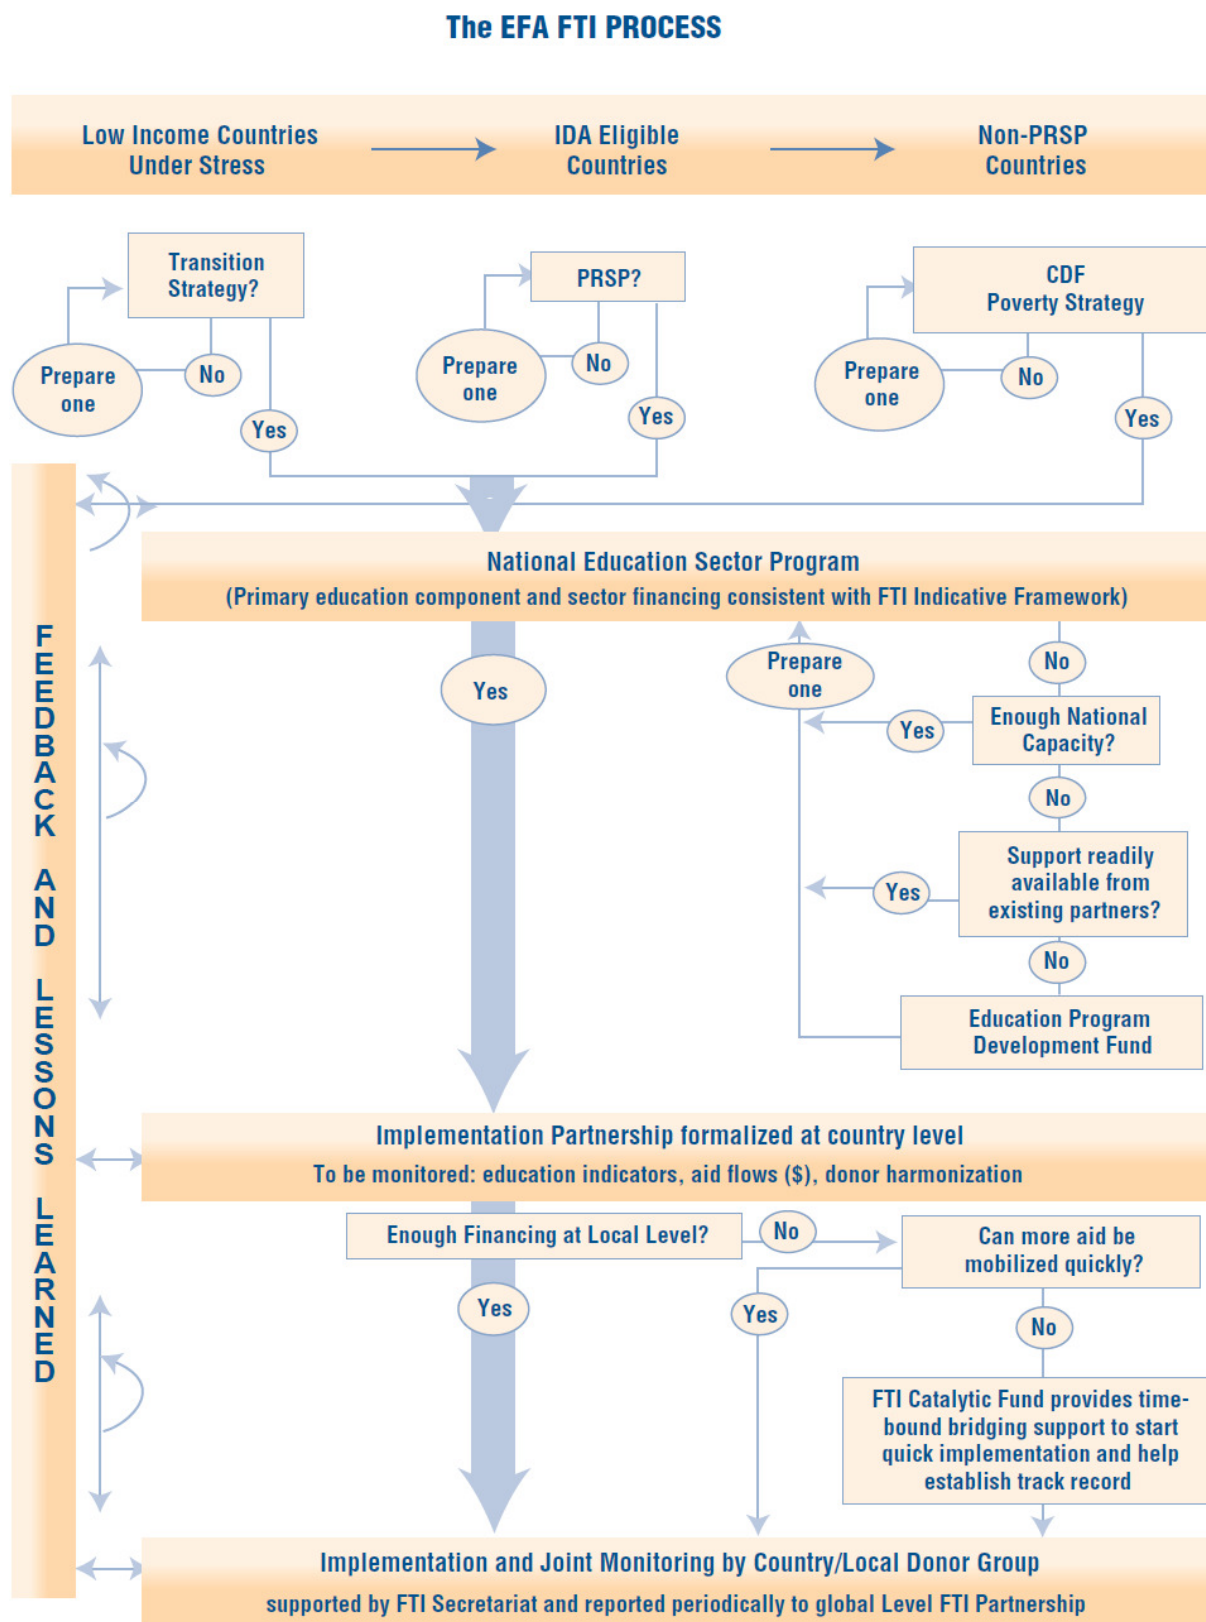 The EFA FTI PROCESS
Low Income Countries
Under Stress
IDA Eligible
Countries
Non-PRSP
Countries
Transition
Strategy?
Prepare
one
No
Yes
PRSP?
Prepare
one
No
Yes
CDF
Poverty Strategy
Prepare
one
No
Yes
FEEDBACK AND LESSONS LEARNED
National Education Sector Program
(Primary education component and sector financing consistent with FTI Indicative Framework)
Yes
Prepare
one
No
Enough National
Capacity?
Yes
No
Support readily
available from
existing partners?
Yes
No
Education Program
Development Fund
Implementation Partnership formalized at country level
To be monitored: education indicators, aid flows ($), donor harmonization
Enough Financing at Local Level?
No
Can more aid be
mobilized quickly?
Yes
Yes
No
FTI Catalytic Fund provides time-
bound bridging support to start
quick implementation and help
establish track record
Implementation and Joint Monitoring by Country/Local Donor Group
supported by FTI Secretariat and reported periodically to global Level FTI Partnership